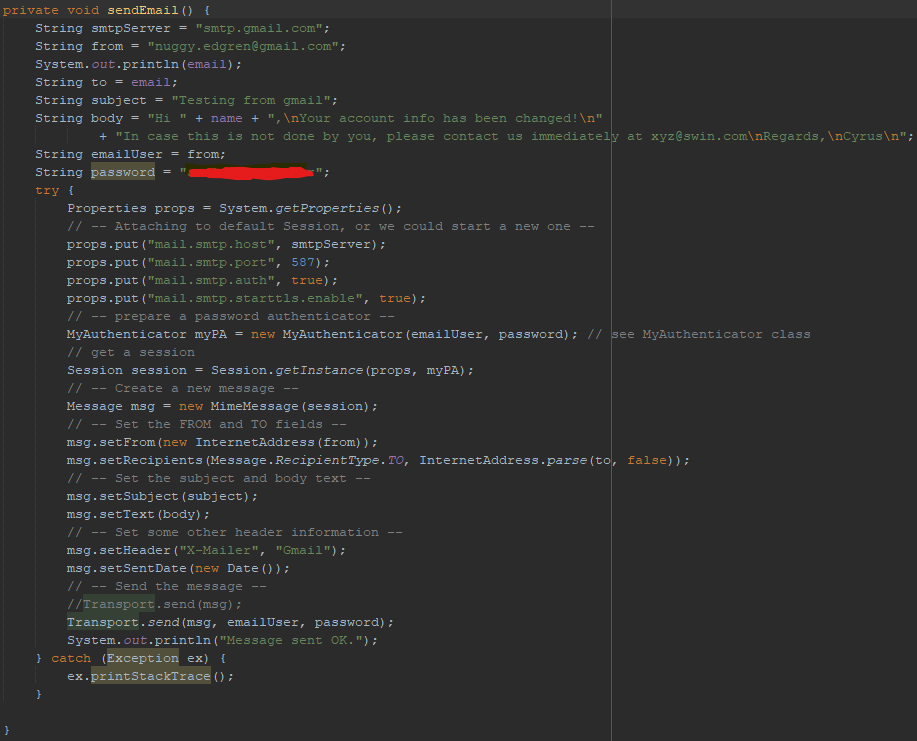 private void sendEmail() {
String smtpServer = "smtp.gmail.com";
String from = "nuggy.edgren@gmail.com";
System.out.println(email);
String to = email;
String subject = "Testing from gmail";
String body = "Hi " + name + ",\nYour account info has been changed!\n"
+ "In case this is not done by you, please contact us immediately at xyz@swin.com\nRegards,\nCyrus\n";
String emailUser = from;
String password = "";
try {
Properties props = System.getProperties();
// -- Attaching to default Session, or we could start a new one --
props.put("mail.smtp.host", smtpServer);
props.put("mail.smtp.port", 587);
props.put("mail.smtp.auth", true);
props.put("mail.smtp.starttls.enable", true);
// -- prepare a password authenticator --
MyAuthenticator myPA = new MyAuthenticator(emailUser, password); // see MyAuthenticator class
// get a session
Session session = Session.getInstance(props, myPA);
// -- Create a new message --
Message msg = new MimeMessage(session);
// -- Set the FROM and TO fields --
msg.setFrom(new InternetAddress(from));
msg.setRecipients(Message.RecipientType.TO, InternetAddress.parse(to, false));
// -- Set the subject and body text --
msg.setSubject(subject);
msg.setText(body);
// -- Set some other header information --
msg.setHeader("X-Mailer", "Gmail");
msg.setSentDate(new Date());
// -- Send the message --
//Transport.send(msg);
Transport.send(msg, emailUser, password);
System.out.println("Message sent OK.");
} catch (Exception ex) {
ex.printStackTrace();
}
}